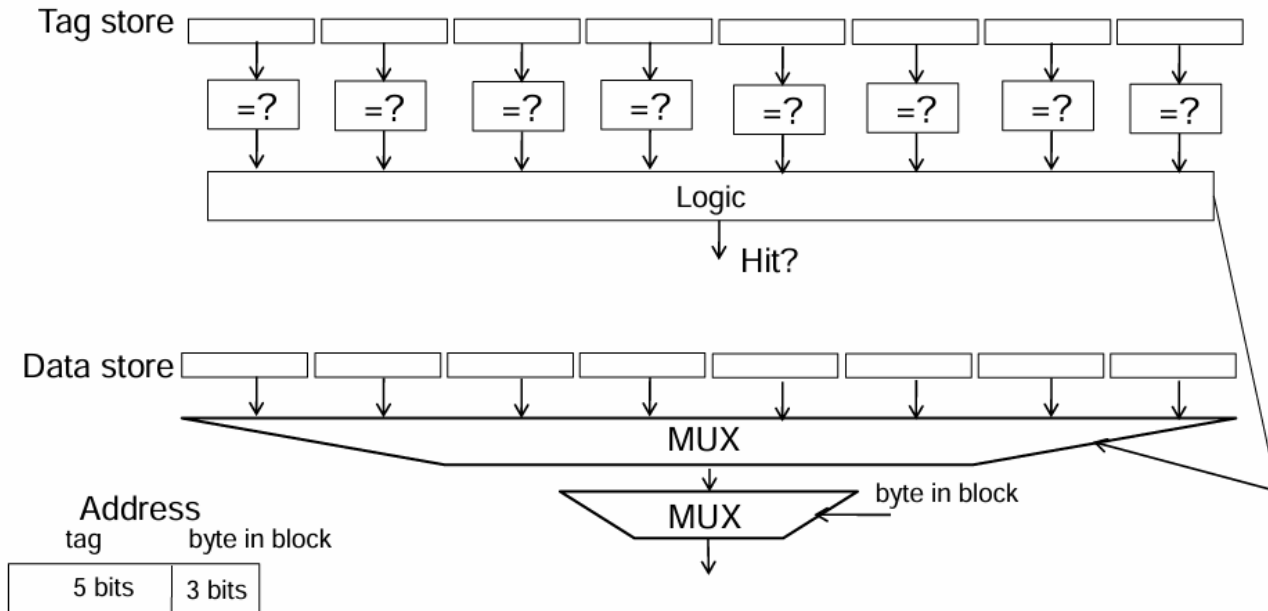 Tag store
=? =? =? =? =? =? =? =?
Logic
Hit?
Data store
MUX
byte in block
MUX
Address
tag byte in block
5 bits 3 bits